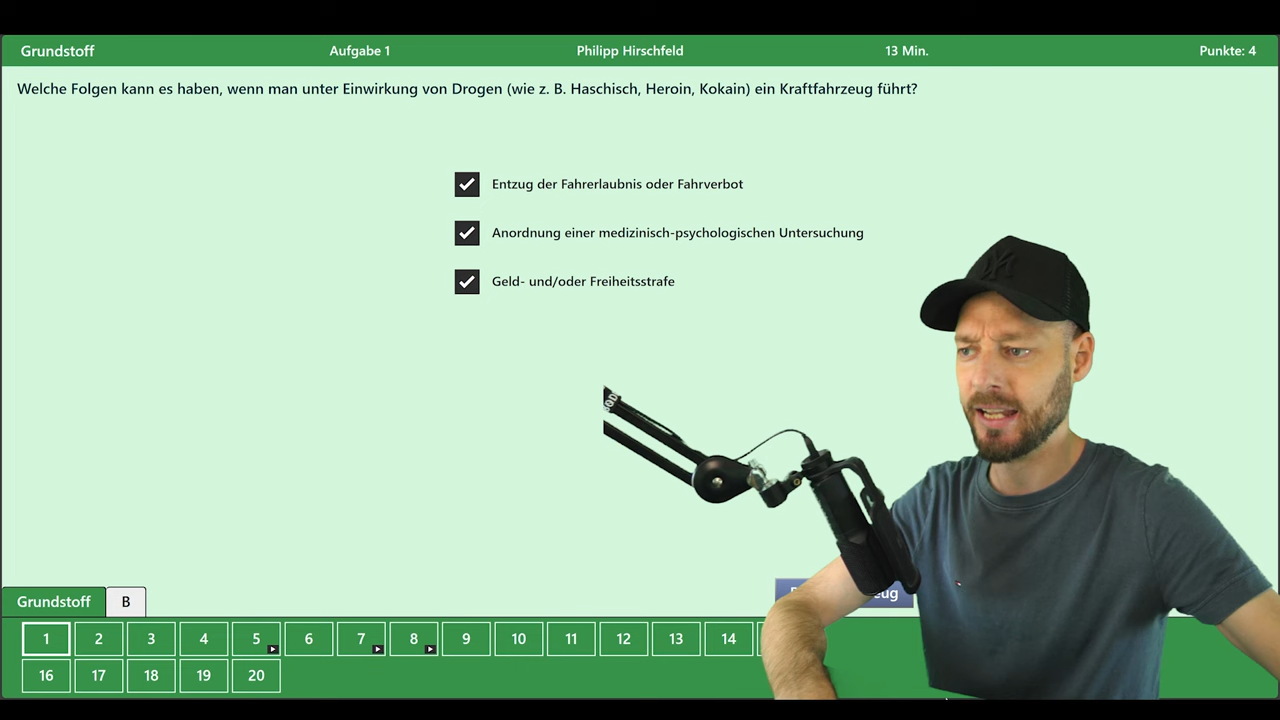 Grundstoff Aufgabe 1 Philipp Hirschfeld 13 Min. Punkte: 4
Welche Folgen kann es haben, wenn man unter Einwirkung von Drogen (wie z. B. Haschisch, Heroin, Kokain) ein Kraftfahrzeug führt?
Entzug der Fahrerlaubnis oder Fahrverbot
Anordnung einer medizinisch-psychologischen Untersuchung
Geld- und/oder Freiheitsstrafe
Grundstoff B
1 2 3 4 5 6 7 8 9 10 11 12 13 14
16 17 18 19 20